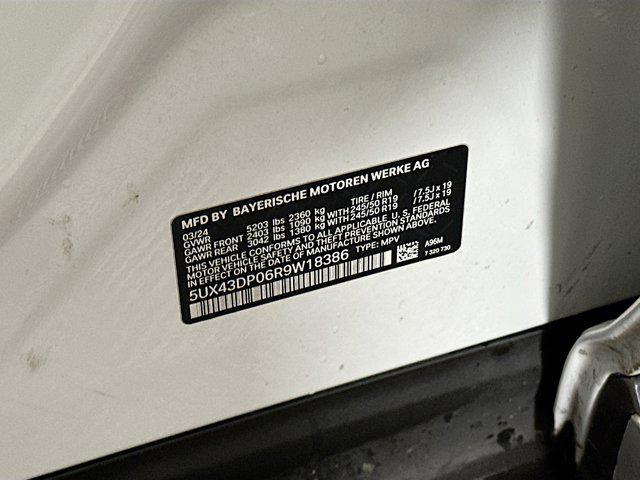 MFD BY BAYERISCHE MOTOREN WERKE AG
03/24 TIRE / RIM
GVWR 5203 lbs 2360 kg
GAWR FRONT 2403 lbs 1090 kg WITH 245/50 R19 / 7.5J x 19
GAWR REAR 3042 lbs 1380 kg WITH 245/50 R19 / 7.5J x 19
THIS VEHICLE CONFORMS TO ALL APPLICABLE U. S. FEDERAL
MOTOR VEHICLE SAFETY AND THEFT PREVENTION STANDARDS
IN EFFECT ON THE DATE OF MANUFACTURE SHOWN ABOVE.
5UX43DP06R9W18386 TYPE: MPV
A96M
7 320 730